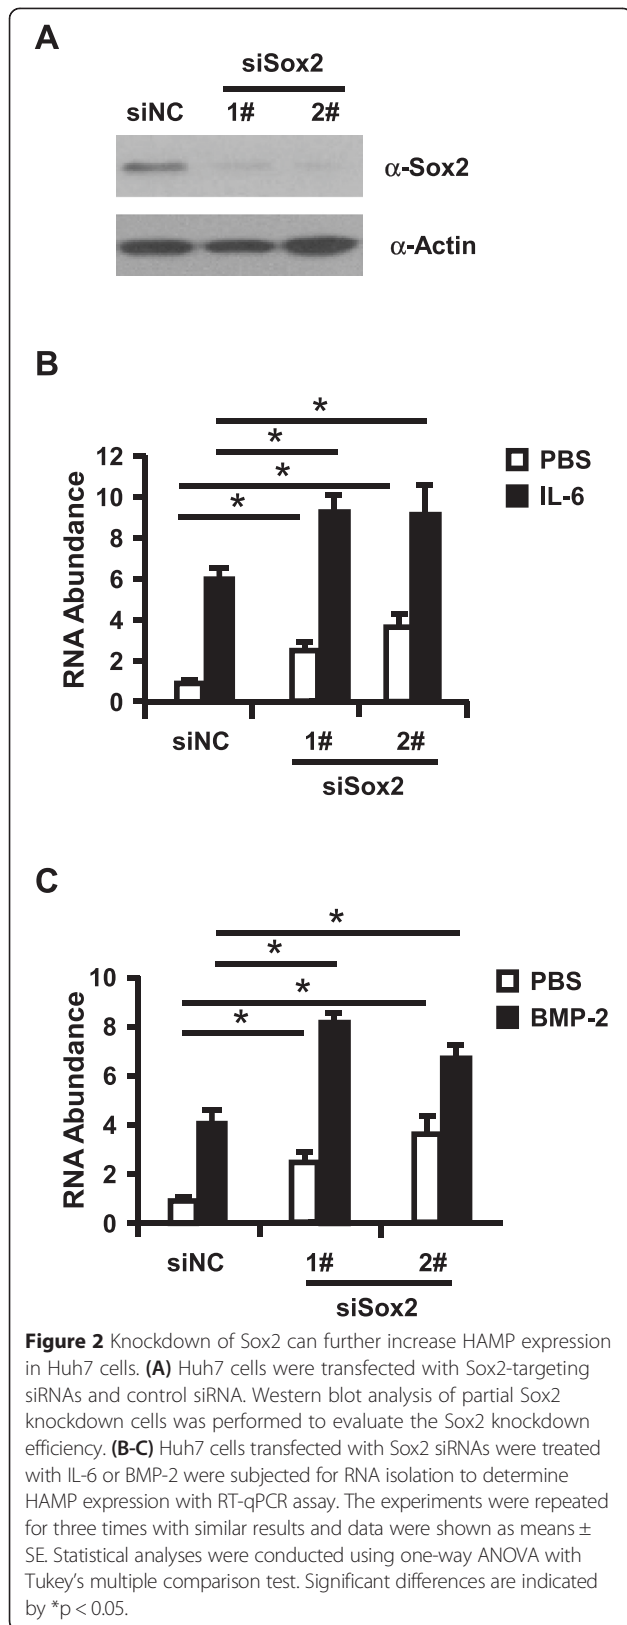 A
siSox2
siNC 1# 2#
α-Sox2
α-Actin
B
*
*
*
*
12
10
8
6
4
2
0
RNA Abundance
PBS
IL-6
siNC 1# 2#
siSox2
C
*
*
*
*
10
8
6
4
2
0
RNA Abundance
PBS
BMP-2
siNC 1# 2#
siSox2
Figure 2 Knockdown of Sox2 can further increase HAMP expression
in Huh7 cells. (A) Huh7 cells were transfected with Sox2-targeting
siRNAs and control siRNA. Western blot analysis of partial Sox2
knockdown cells was performed to evaluate the Sox2 knockdown
efficiency. (B-C) Huh7 cells transfected with Sox2 siRNAs were treated
with IL-6 or BMP-2 were subjected for RNA isolation to determine
HAMP expression with RT-qPCR assay. The experiments were repeated
for three times with similar results and data were shown as means ±
SE. Statistical analyses were conducted using one-way ANOVA with
Tukey's multiple comparison test. Significant differences are indicated
by *p < 0.05.